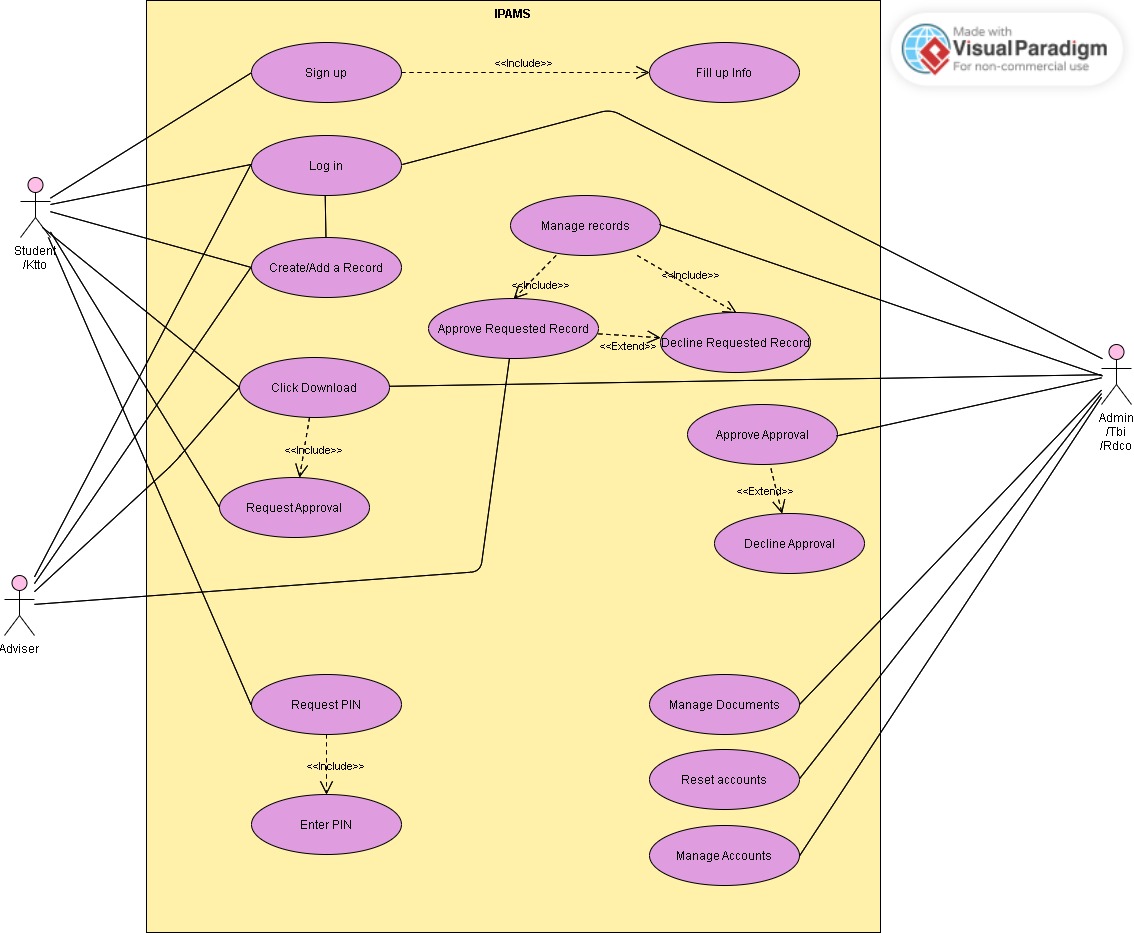 IPAMS
Made with
Visual Paradigm
For non-commercial use
Sign up
<<Include>>
Fill up Info
Log in
Student
/Ktto
Manage records
Create/Add a Record
<<Include>>
<<Include>>
Approve Requested Record
<<Extend>>
Decline Requested Record
Click Download
Admin
/Tbi
/Rdco
Approve Approval
<<Include>>
<<Extend>>
Request Approval
Decline Approval
Adviser
Request PIN
Manage Documents
<<Include>>
Reset accounts
Enter PIN
Manage Accounts